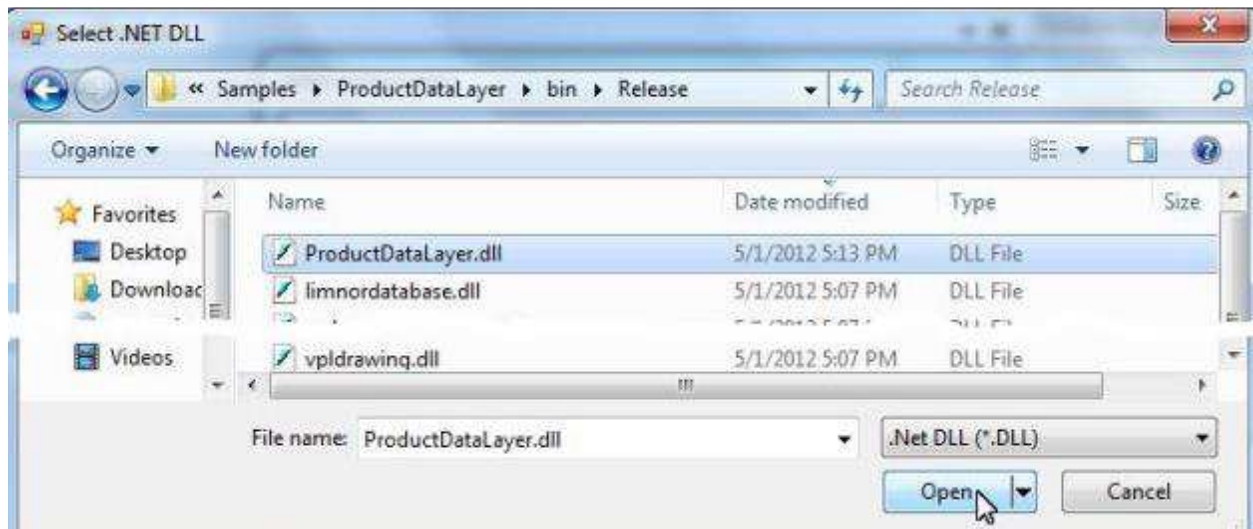 Select .NET DLL
« Samples ▸ ProductDataLayer ▸ bin ▸ Release
Search Release
Organize
New folder
Name Date modified Type Size
Favorites
Desktop
ProductDataLayer.dll 5/1/2012 5:13 PM DLL File
Downloac
limnordatabase.dll 5/1/2012 5:07 PM DLL File
Videos
vpldrawing.dll 5/1/2012 5:07 PM DLL File
File name: ProductDataLayer.dll
.Net DLL (*.DLL)
Open
Cancel